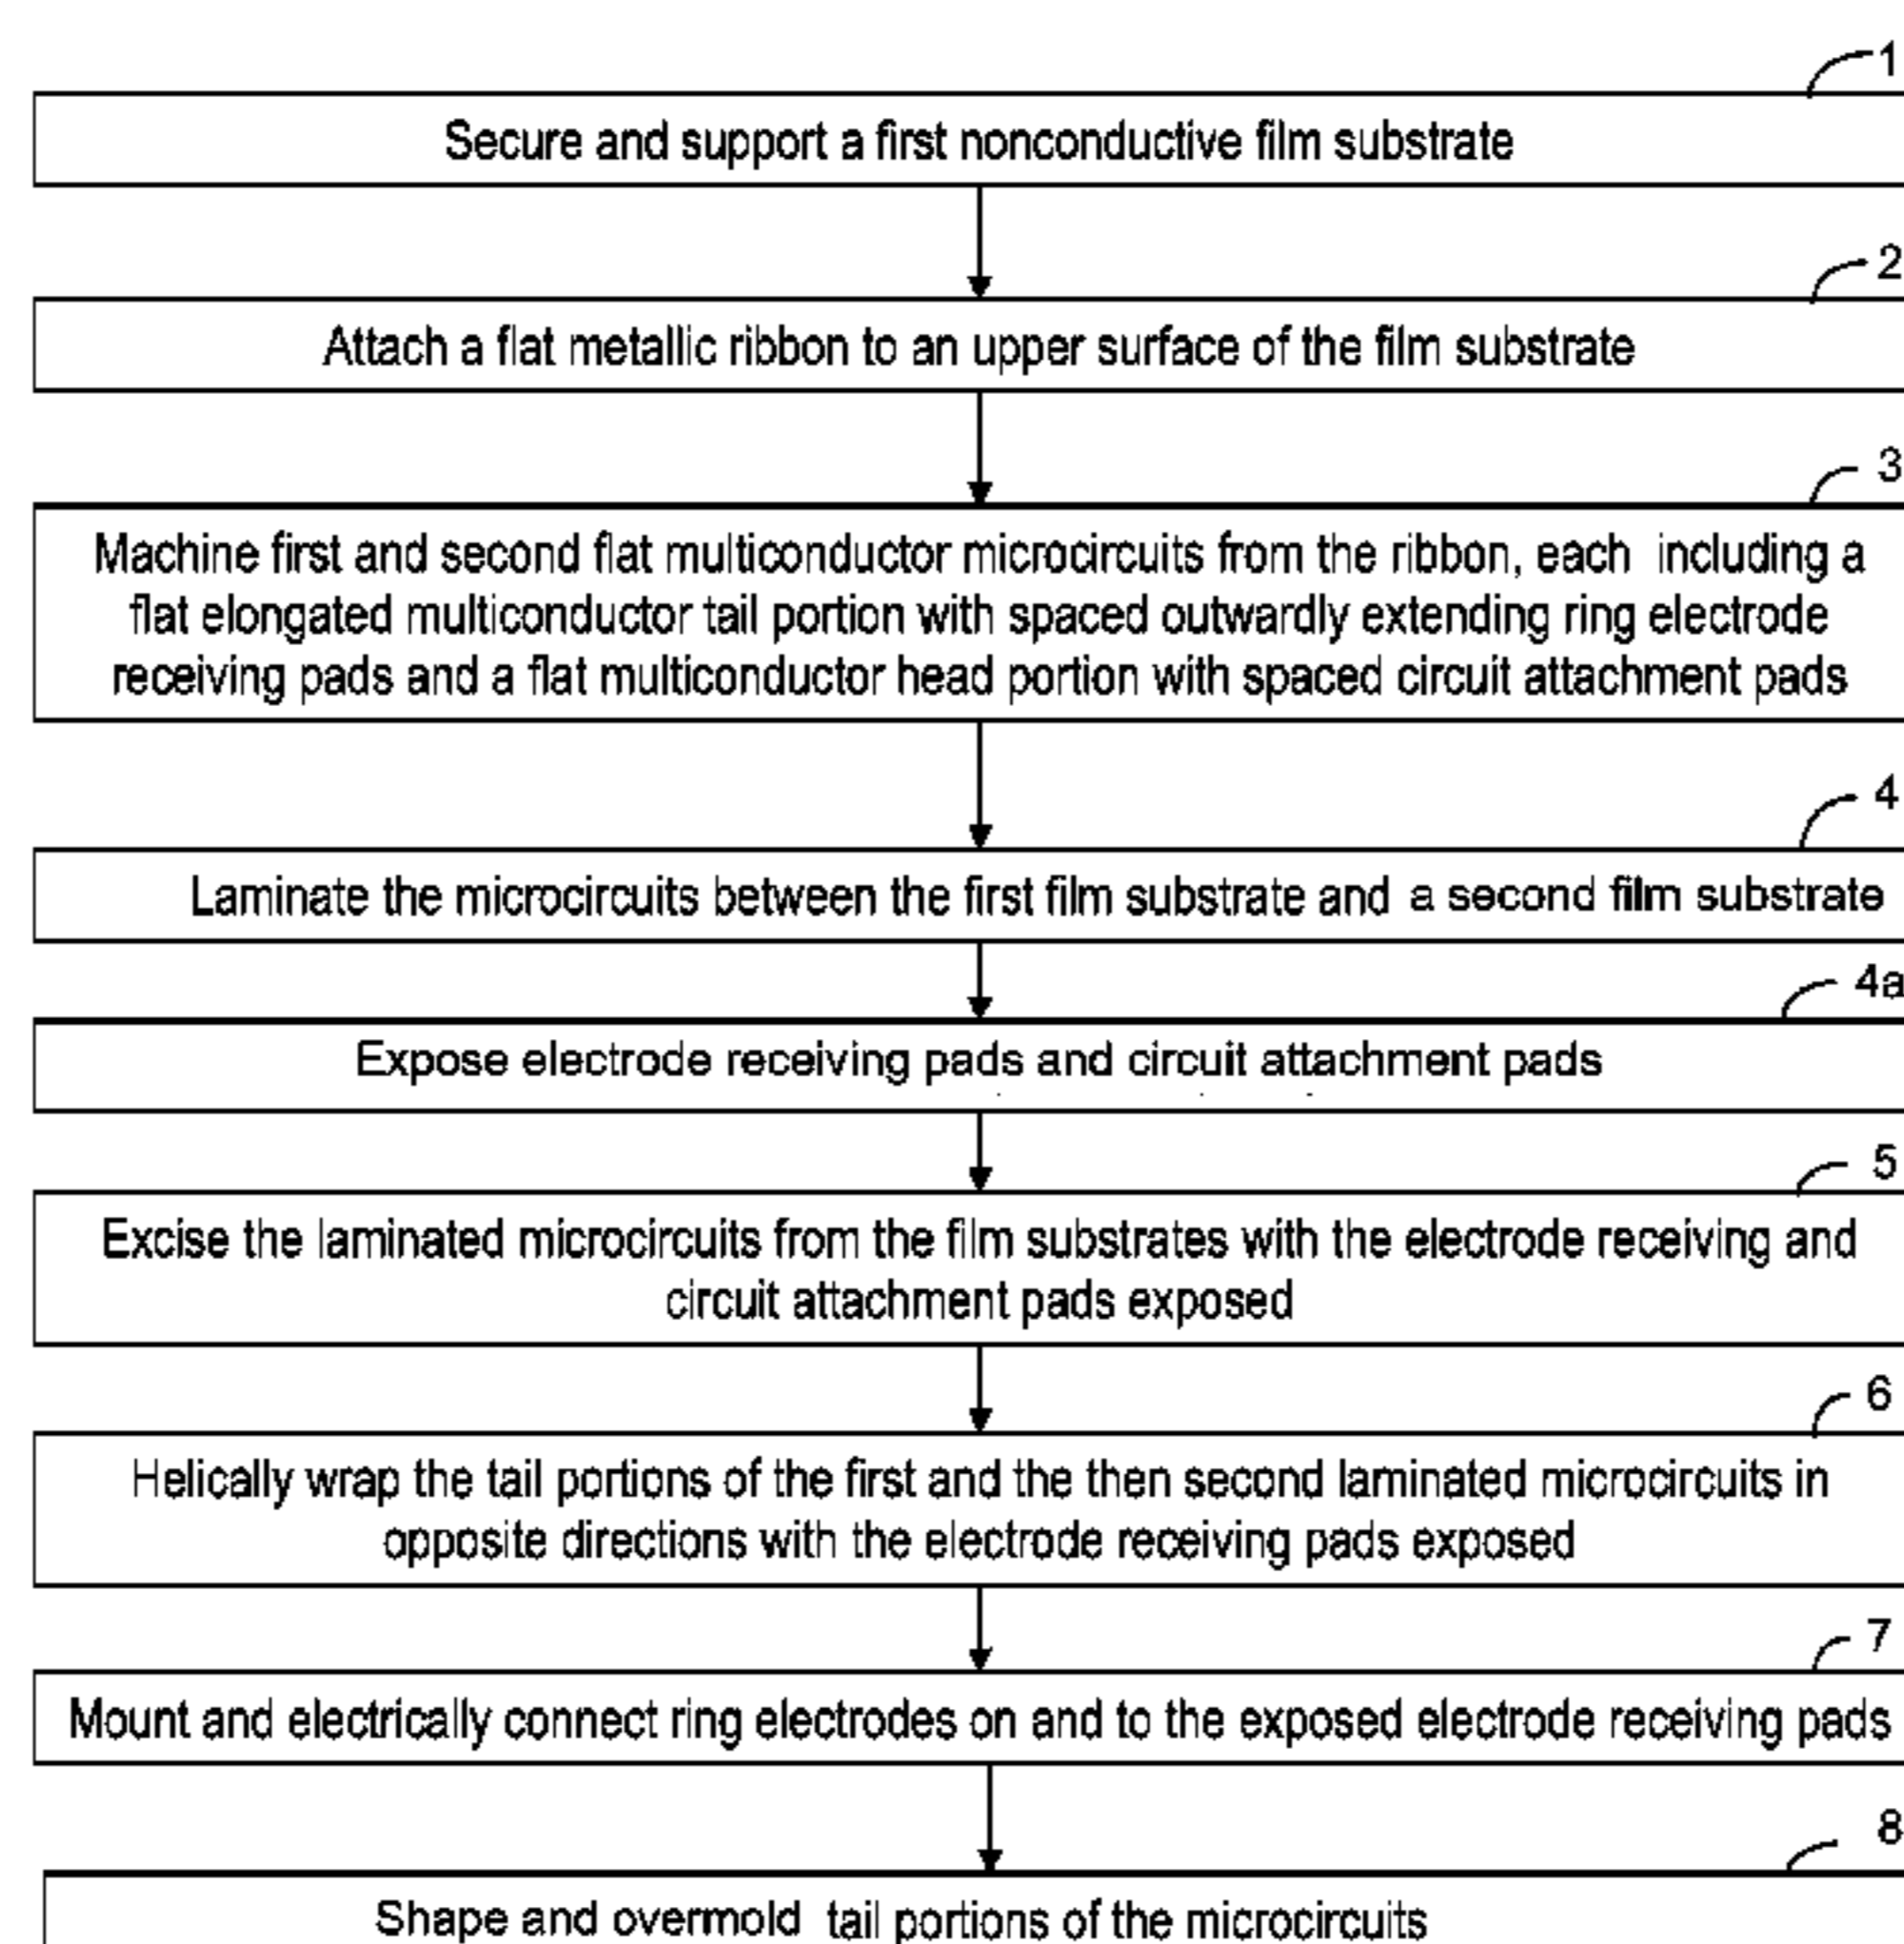 1
Secure and support a first nonconductive film substrate
2
Attach a flat metallic ribbon to an upper surface of the film substrate
3
Machine first and second flat multiconductor microcircuits from the ribbon, each including a
flat elongated multiconductor tail portion with spaced outwardly extending ring electrode
receiving pads and a flat multiconductor head portion with spaced circuit attachment pads
4
Laminate the microcircuits between the first film substrate and a second film substrate
4a
Expose electrode receiving pads and circuit attachment pads
5
Excise the laminated microcircuits from the film substrates with the electrode receiving and
circuit attachment pads exposed
6
Helically wrap the tail portions of the first and the then second laminated microcircuits in
opposite directions with the electrode receiving pads exposed
7
Mount and electrically connect ring electrodes on and to the exposed electrode receiving pads
8
Shape and overmold tail portions of the microcircuits